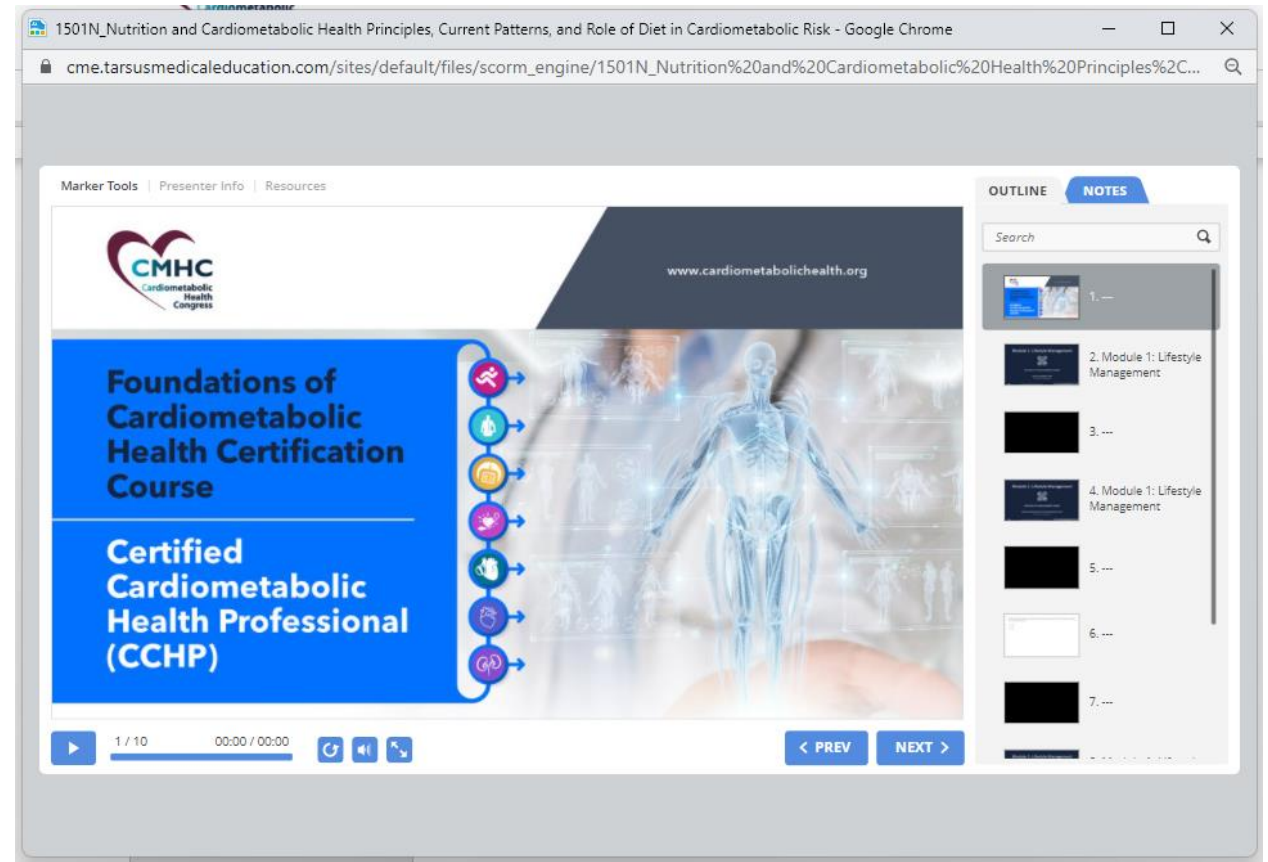 1501N_Nutrition and Cardiometabolic Health Principles, Current Patterns, and Role of Diet in Cardiometabolic Risk - Google Chrome
cme.tarsusmedicaleducation.com/sites/default/files/scorm_engine/1501N_Nutrition%20and%20Cardiometabolic%20Health%20Principles%2C...
Marker Tools | Presenter Info | Resources
OUTLINE
NOTES
Search
CMHC
Cardiometabolic
Health
Congress
www.cardiometabolichealth.org
Foundations of
Cardiometabolic
Health Certification
Course
Certified
Cardiometabolic
Health Professional
(CCHP)
1. ---
2. Module 1: Lifestyle
Management
3. ---
4. Module 1: Lifestyle
Management
5. ---
6. ---
7. ---
1 / 10
00:00 / 00:00
< PREV
NEXT >